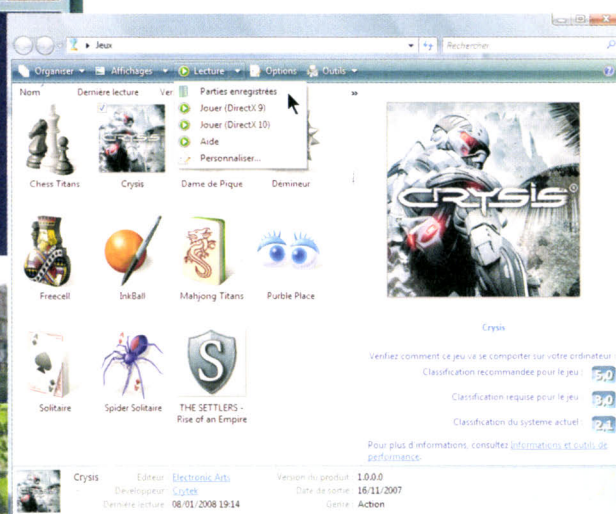 Jeux
Rechercher
Organiser Affichages Lecture Options Outils
Nom Dernière lecture Ver
Parties enregistrées
Jouer (DirectX 9)
Jouer (DirectX 10)
Aide
Personnaliser...
Chess Titans Crysis Dame de Pique Démineur
CRYSIS
Freecell InkBall Mahjong Titans Purble Place
Crysis
Vérifiez comment ce jeu va se comporter sur votre ordinateur :
Classification recommandée pour le jeu : 5,0
Classification requise pour le jeu : 3,0
Classification du système actuel : 2,1
Solitaire Spider Solitaire THE SETTLERS -
Rise of an Empire
Pour plus d'informations, consultez Informations et outils de
performance.
Crysis Éditeur : Electronic Arts Version du produit : 1.0.0.0
Développeur : Crytek Date de sortie : 16/11/2007
Dernière lecture : 08/01/2008 19:14 Genre : Action